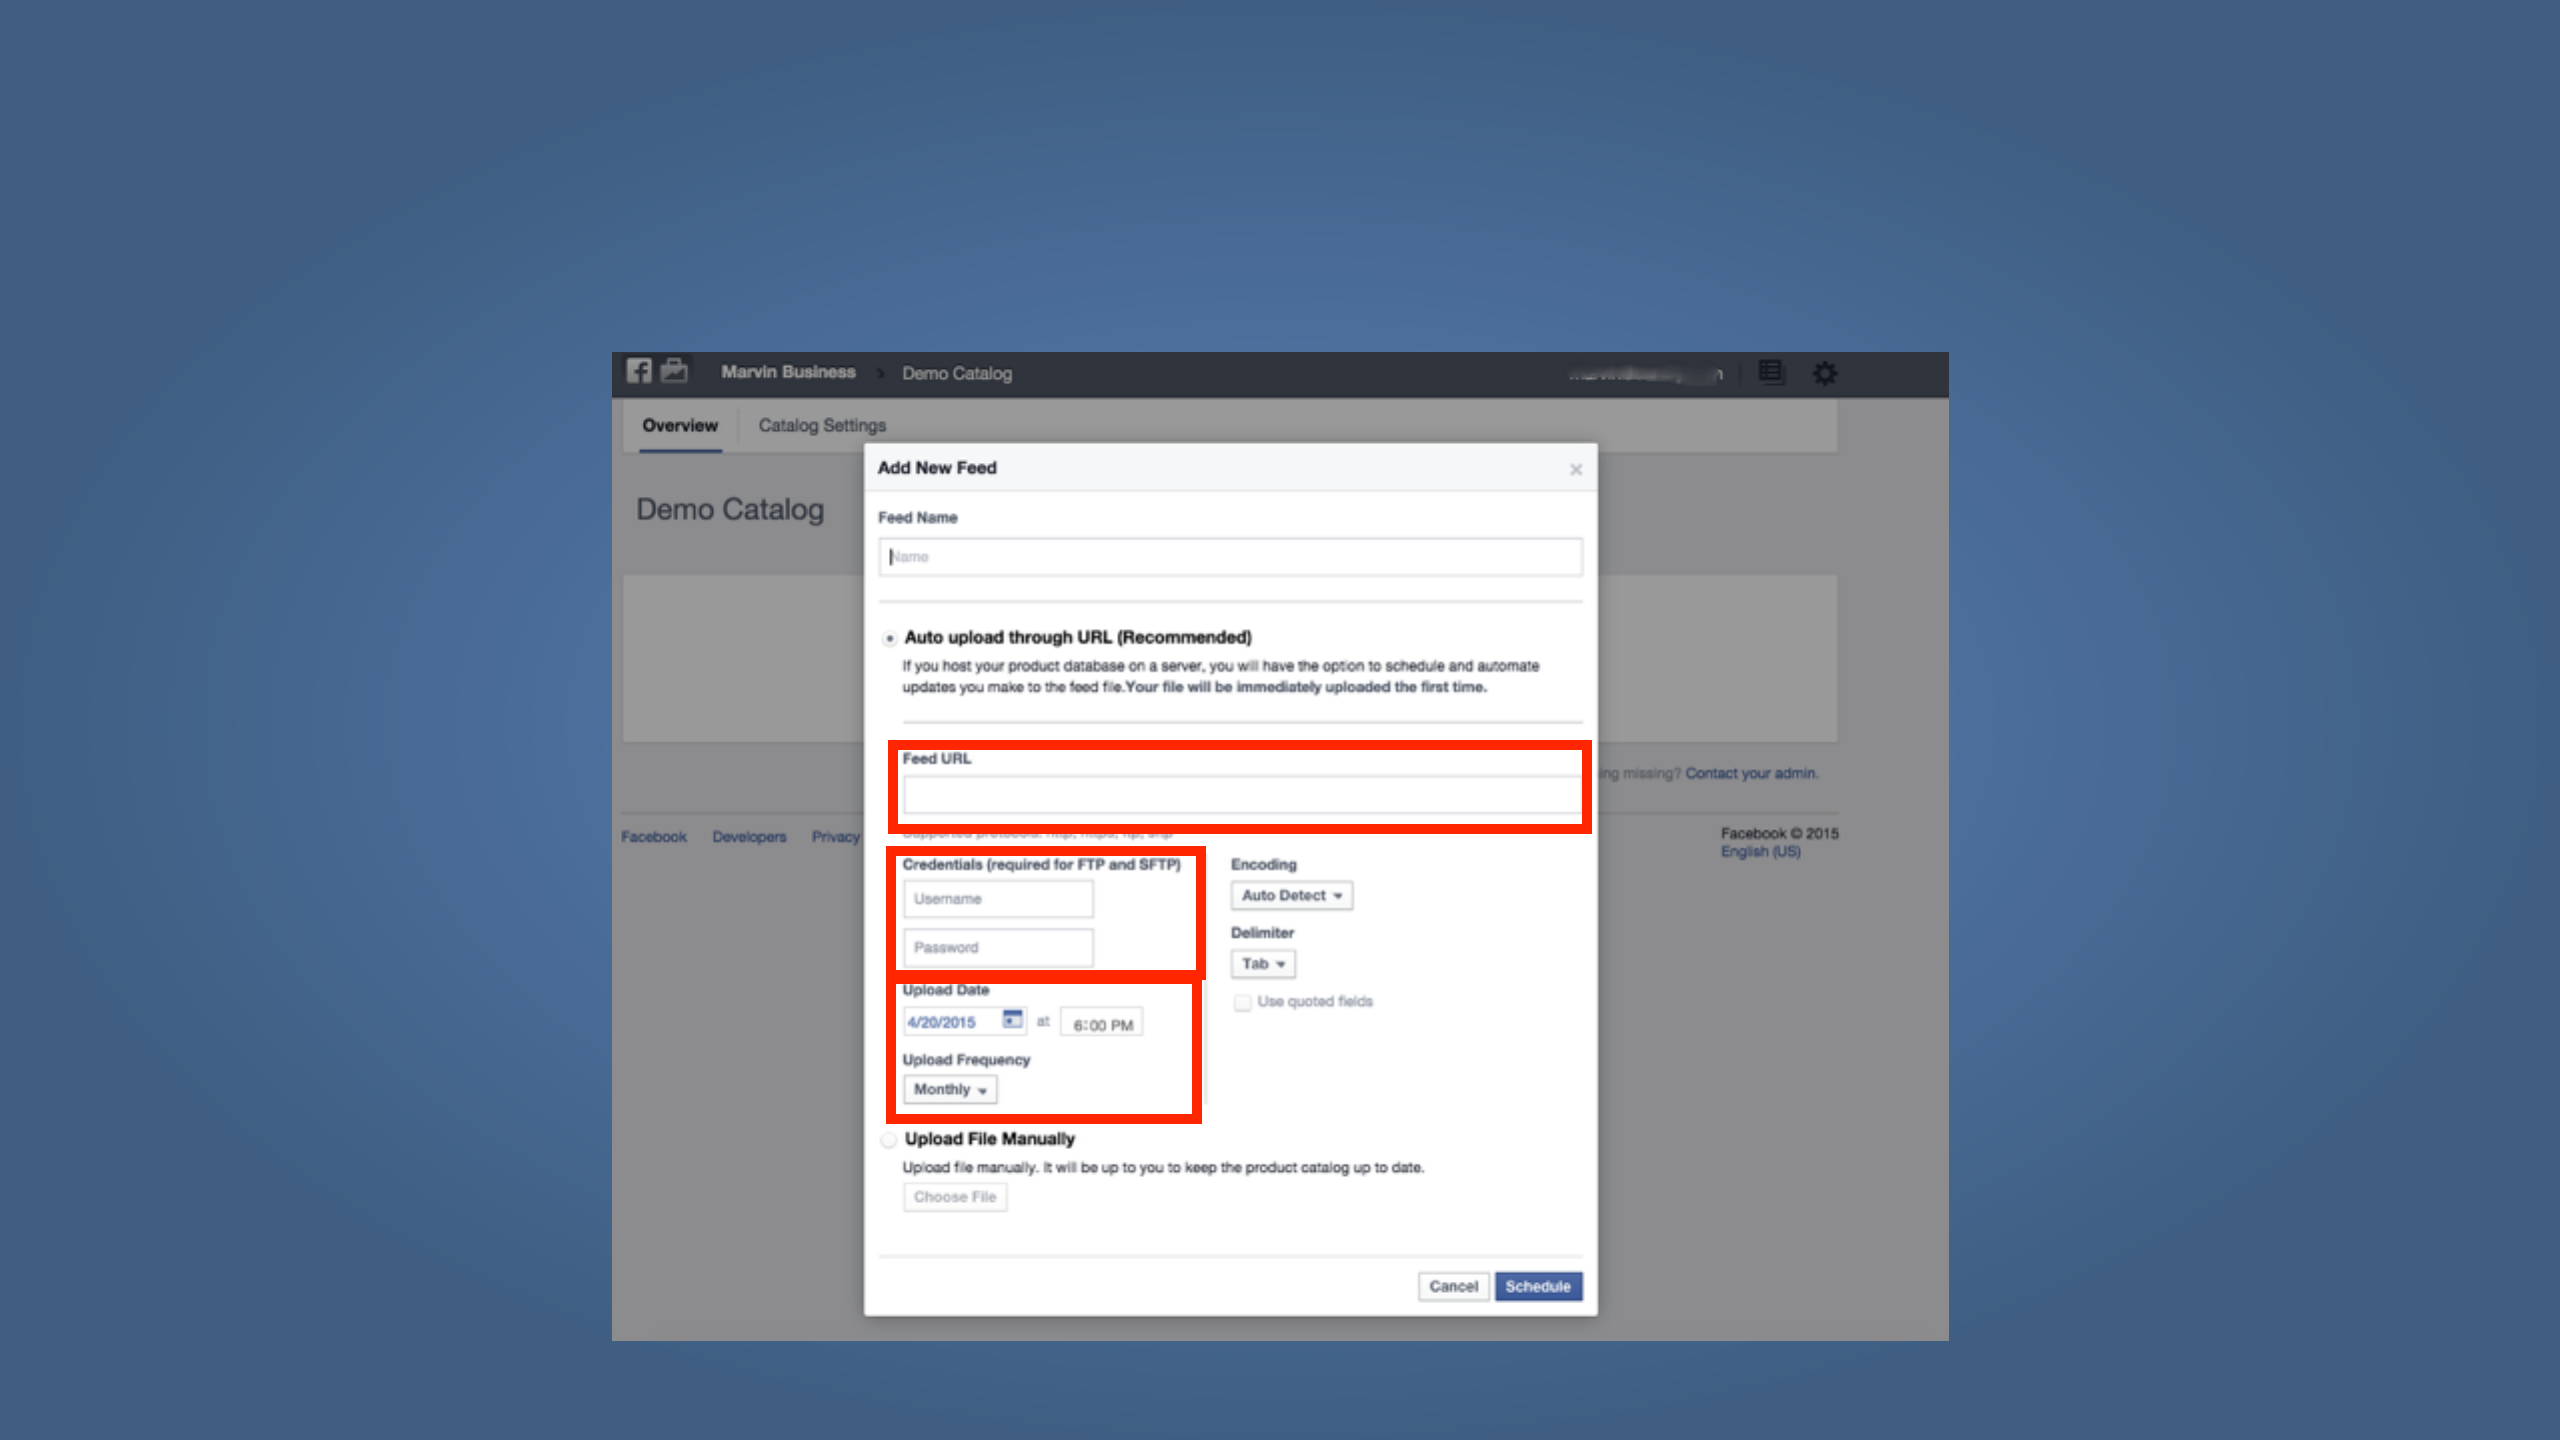 Marvin Business > Demo Catalog
Overview
Catalog Settings
Demo Catalog
Add New Feed
Feed Name
Name
Auto upload through URL (Recommended)
If you host your product database on a server, you will have the option to schedule and automate
updates you make to the feed file.Your file will be immediately uploaded the first time.
Feed URL
Supported protocols: http, https, ftp, sftp
Credentials (required for FTP and SFTP)
Username
Password
Encoding
Auto Detect
Delimiter
Tab
Use quoted fields
Upload Date
4/20/2015 at 6:00 PM
Upload Frequency
Monthly
Upload File Manually
Upload file manually. It will be up to you to keep the product catalog up to date.
Choose File
Cancel
Schedule
missing? Contact your admin.
Facebook
Developers
Privacy
Facebook © 2015
English (US)